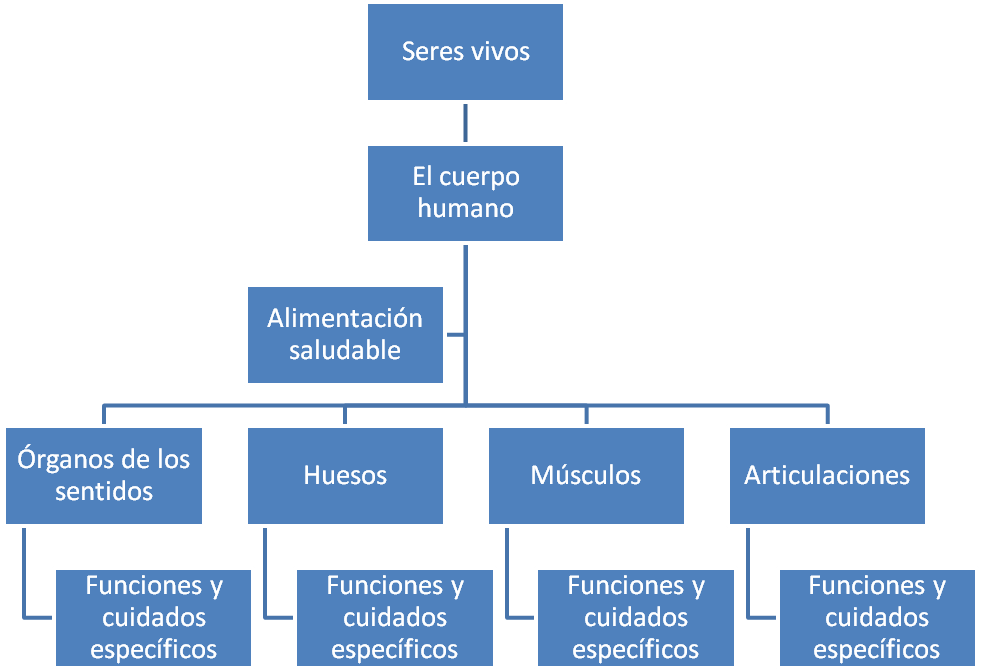 Seres vivos
El cuerpo
humano
Alimentación
saludable
Órganos de los
sentidos
Huesos
Músculos
Articulaciones
Funciones y
cuidados
específicos
Funciones y
cuidados
específicos
Funciones y
cuidados
específicos
Funciones y
cuidados
específicos